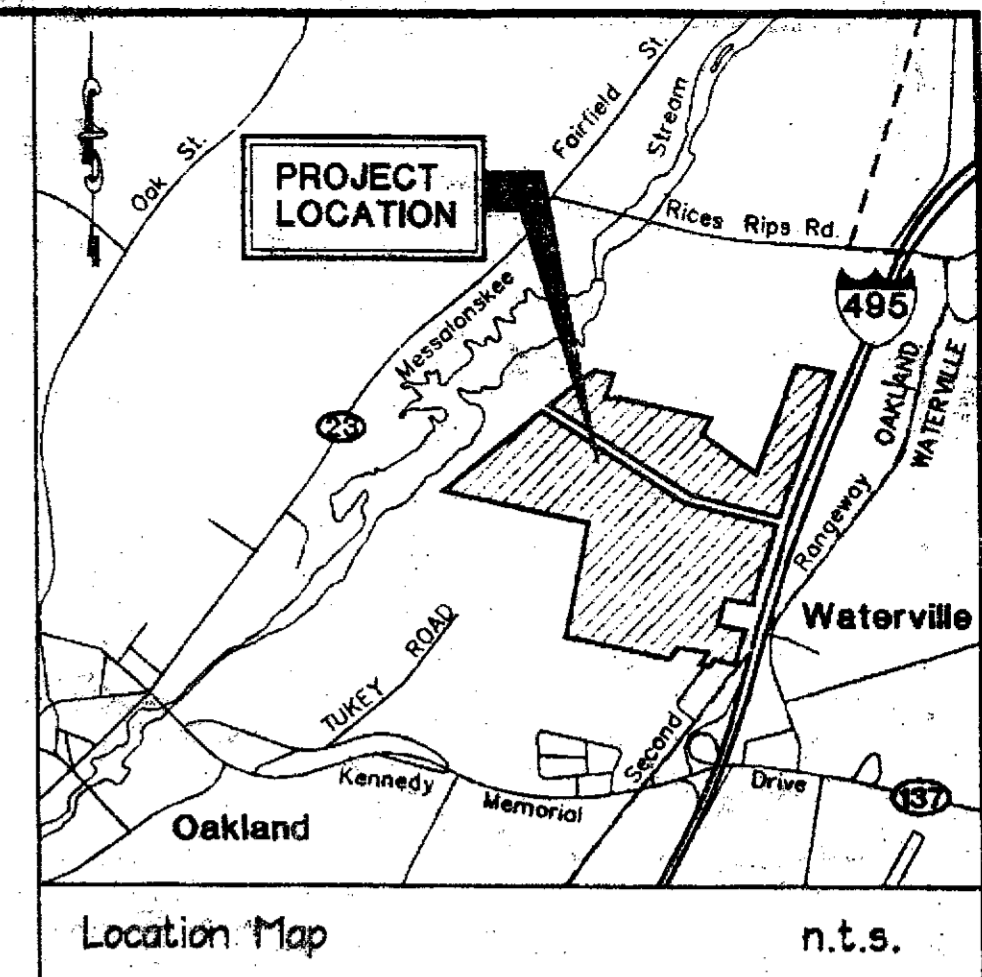 Oak St.
PROJECT
LOCATION
Fairfield St.
Stream
Rices Rips Rd.
Messalonskee
495
23
OAKLAND
WATERVILLE
Rangeway
Waterville
TUKEY ROAD
Second
Kennedy Memorial Drive
137
Oakland
Location Map
n.t.s.